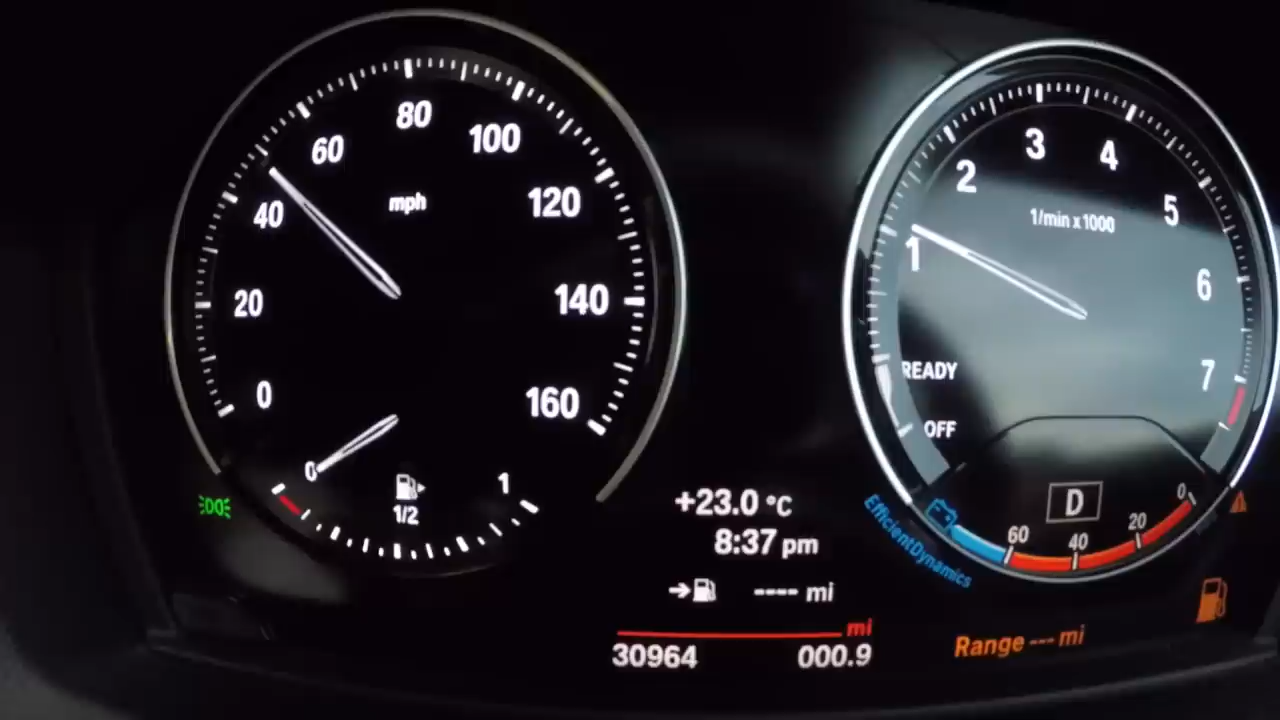 0
20
40
60
80
100
120
140
160
mph
0
1/2
1
+23.0 °C
8:37 pm
---- mi
mi
30964 000.9
1
2
3
4
5
6
7
1/min x 1000
READY
OFF
D
EfficientDynamics
60
40
20
0
Range --- mi